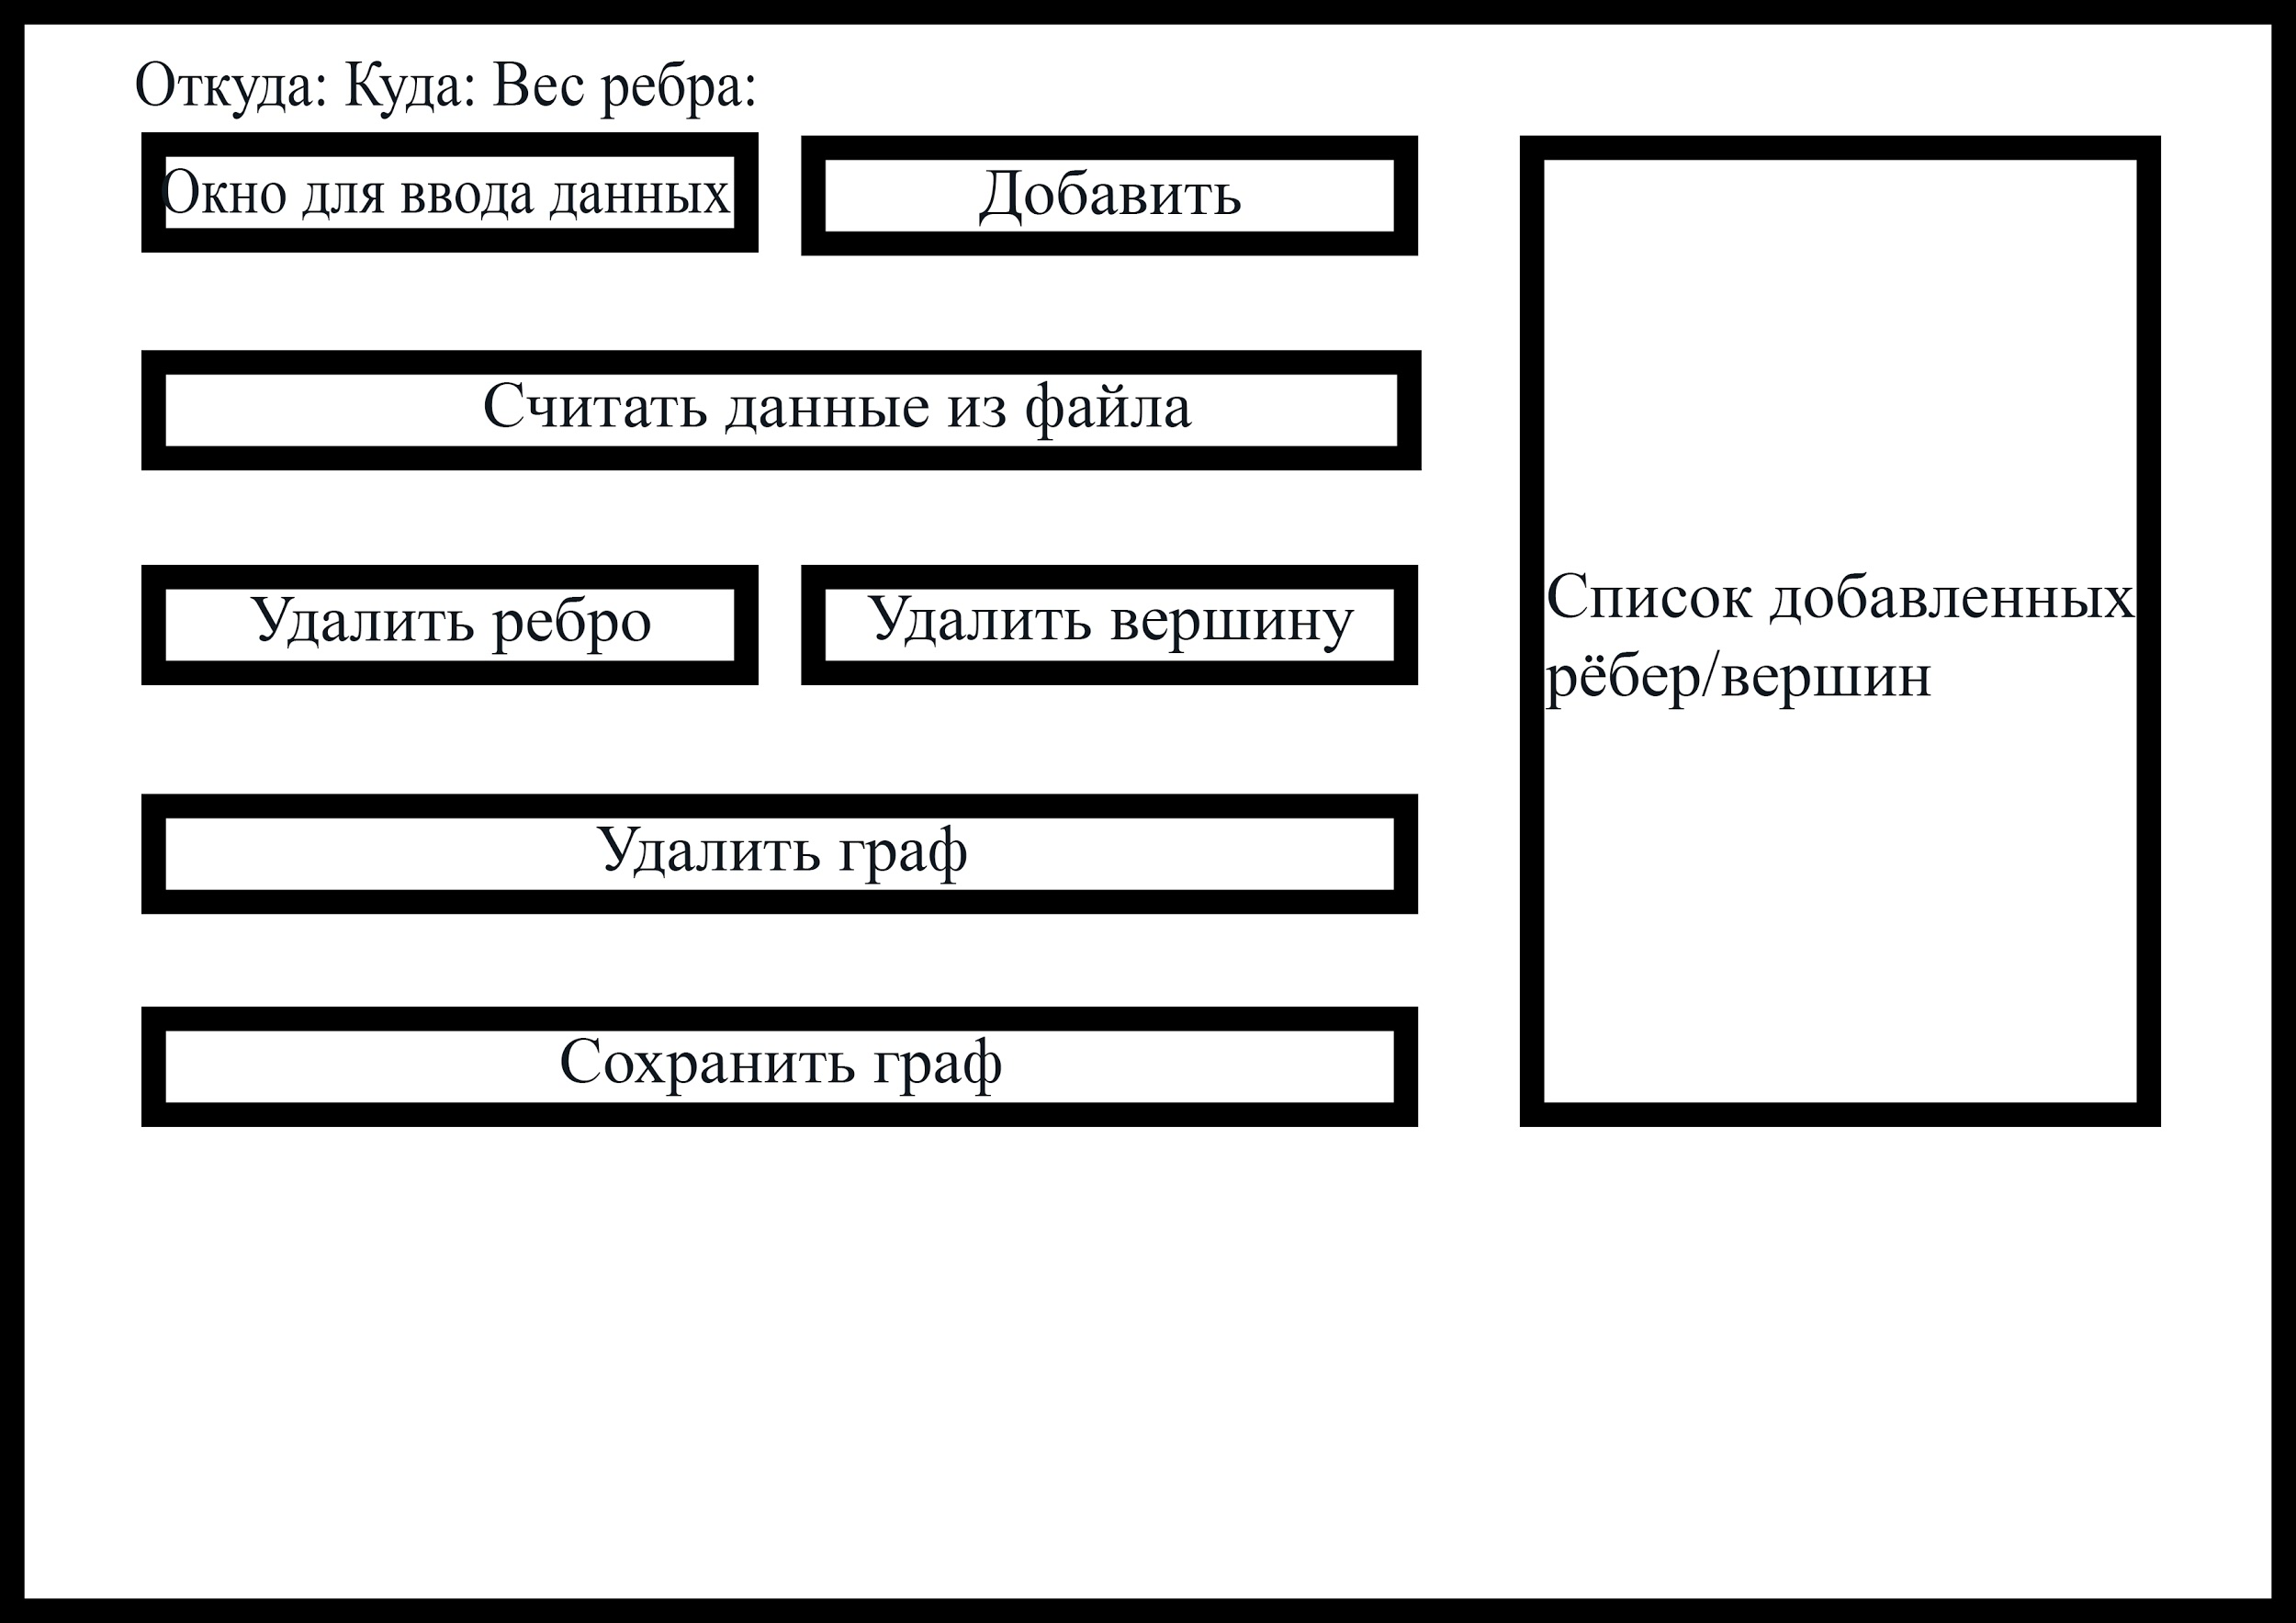 Откуда: Куда: Вес ребра:
Окно для ввода данных
Добавить
Считать данные из файла
Удалить ребро
Удалить вершину
Список добавленных
рёбер/вершин
Удалить граф
Сохранить граф